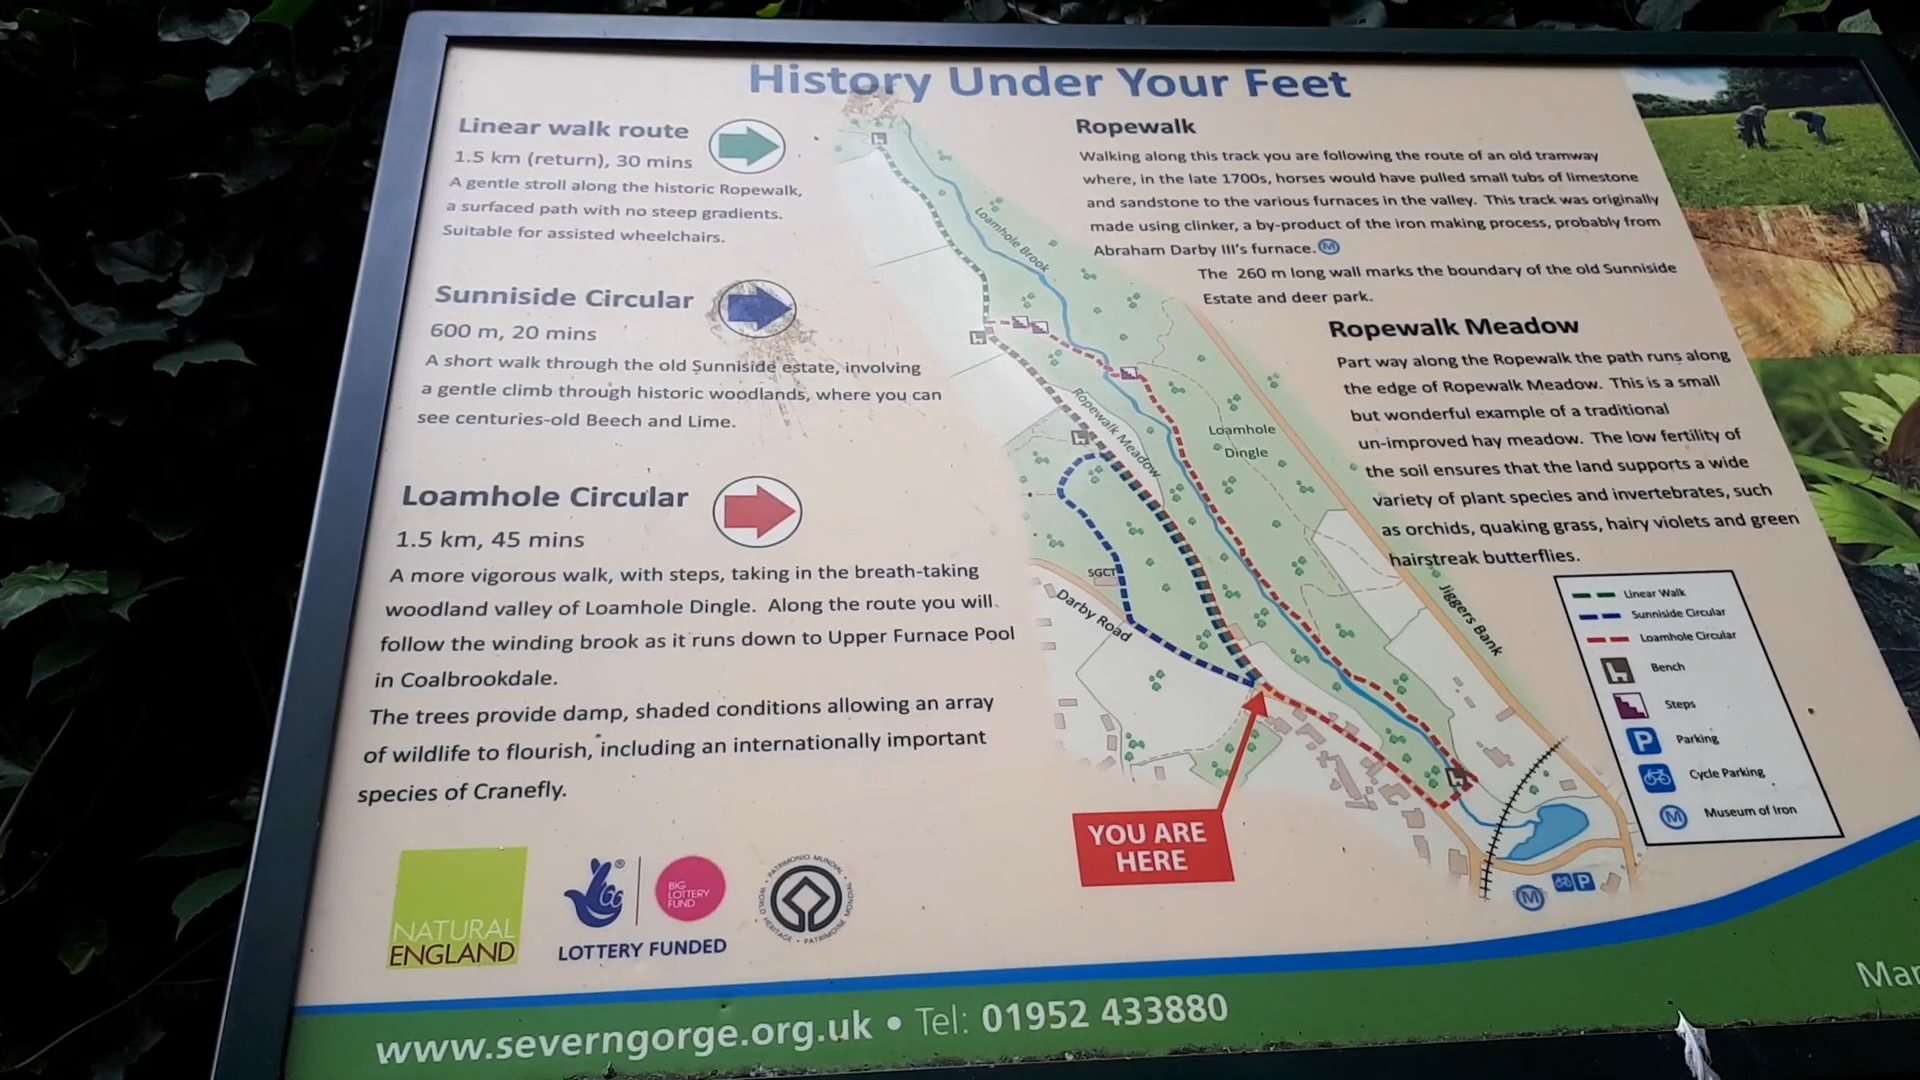 History Under Your Feet
Linear walk route
1.5 km (return), 30 mins
A gentle stroll along the historic Ropewalk,
a surfaced path with no steep gradients.
Suitable for assisted wheelchairs.
Sunniside Circular
600 m, 20 mins
A short walk through the old Sunniside estate, involving
a gentle climb through historic woodlands, where you can
see centuries-old Beech and Lime.
Loamhole Circular
1.5 km, 45 mins
A more vigorous walk, with steps, taking in the breath-taking
woodland valley of Loamhole Dingle. Along the route you will
follow the winding brook as it runs down to Upper Furnace Pool
in Coalbrookdale.
The trees provide damp, shaded conditions allowing an array
of wildlife to flourish, including an internationally important
species of Cranefly.
Ropewalk
Walking along this track you are following the route of an old tramway
where, in the late 1700s, horses would have pulled small tubs of limestone
and sandstone to the various furnaces in the valley. This track was originally
made using clinker, a by-product of the iron making process, probably from
Abraham Darby III's furnace. M
The 260 m long wall marks the boundary of the old Sunniside
Estate and deer park.
Ropewalk Meadow
Part way along the Ropewalk the path runs along
the edge of Ropewalk Meadow. This is a small
but wonderful example of a traditional
un-improved hay meadow. The low fertility of
the soil ensures that the land supports a wide
variety of plant species and invertebrates, such
as orchids, quaking grass, hairy violets and green
hairstreak butterflies.
Loamhole Brook
Ropewalk Meadow
Loamhole
Dingle
SGCT
Darby Road
Jiggers Bank
YOU ARE
HERE
M
P
Linear Walk
Sunniside Circular
Loamhole Circular
Bench
Steps
P Parking
Cycle Parking
M Museum of Iron
NATURAL
ENGLAND
BIG
LOTTERY
FUND
LOTTERY FUNDED
WORLD HERITAGE • PATRIMOINE MONDIAL • PATRIMONIO MUNDIAL
www.severngorge.org.uk • Tel: 01952 433880
Mar